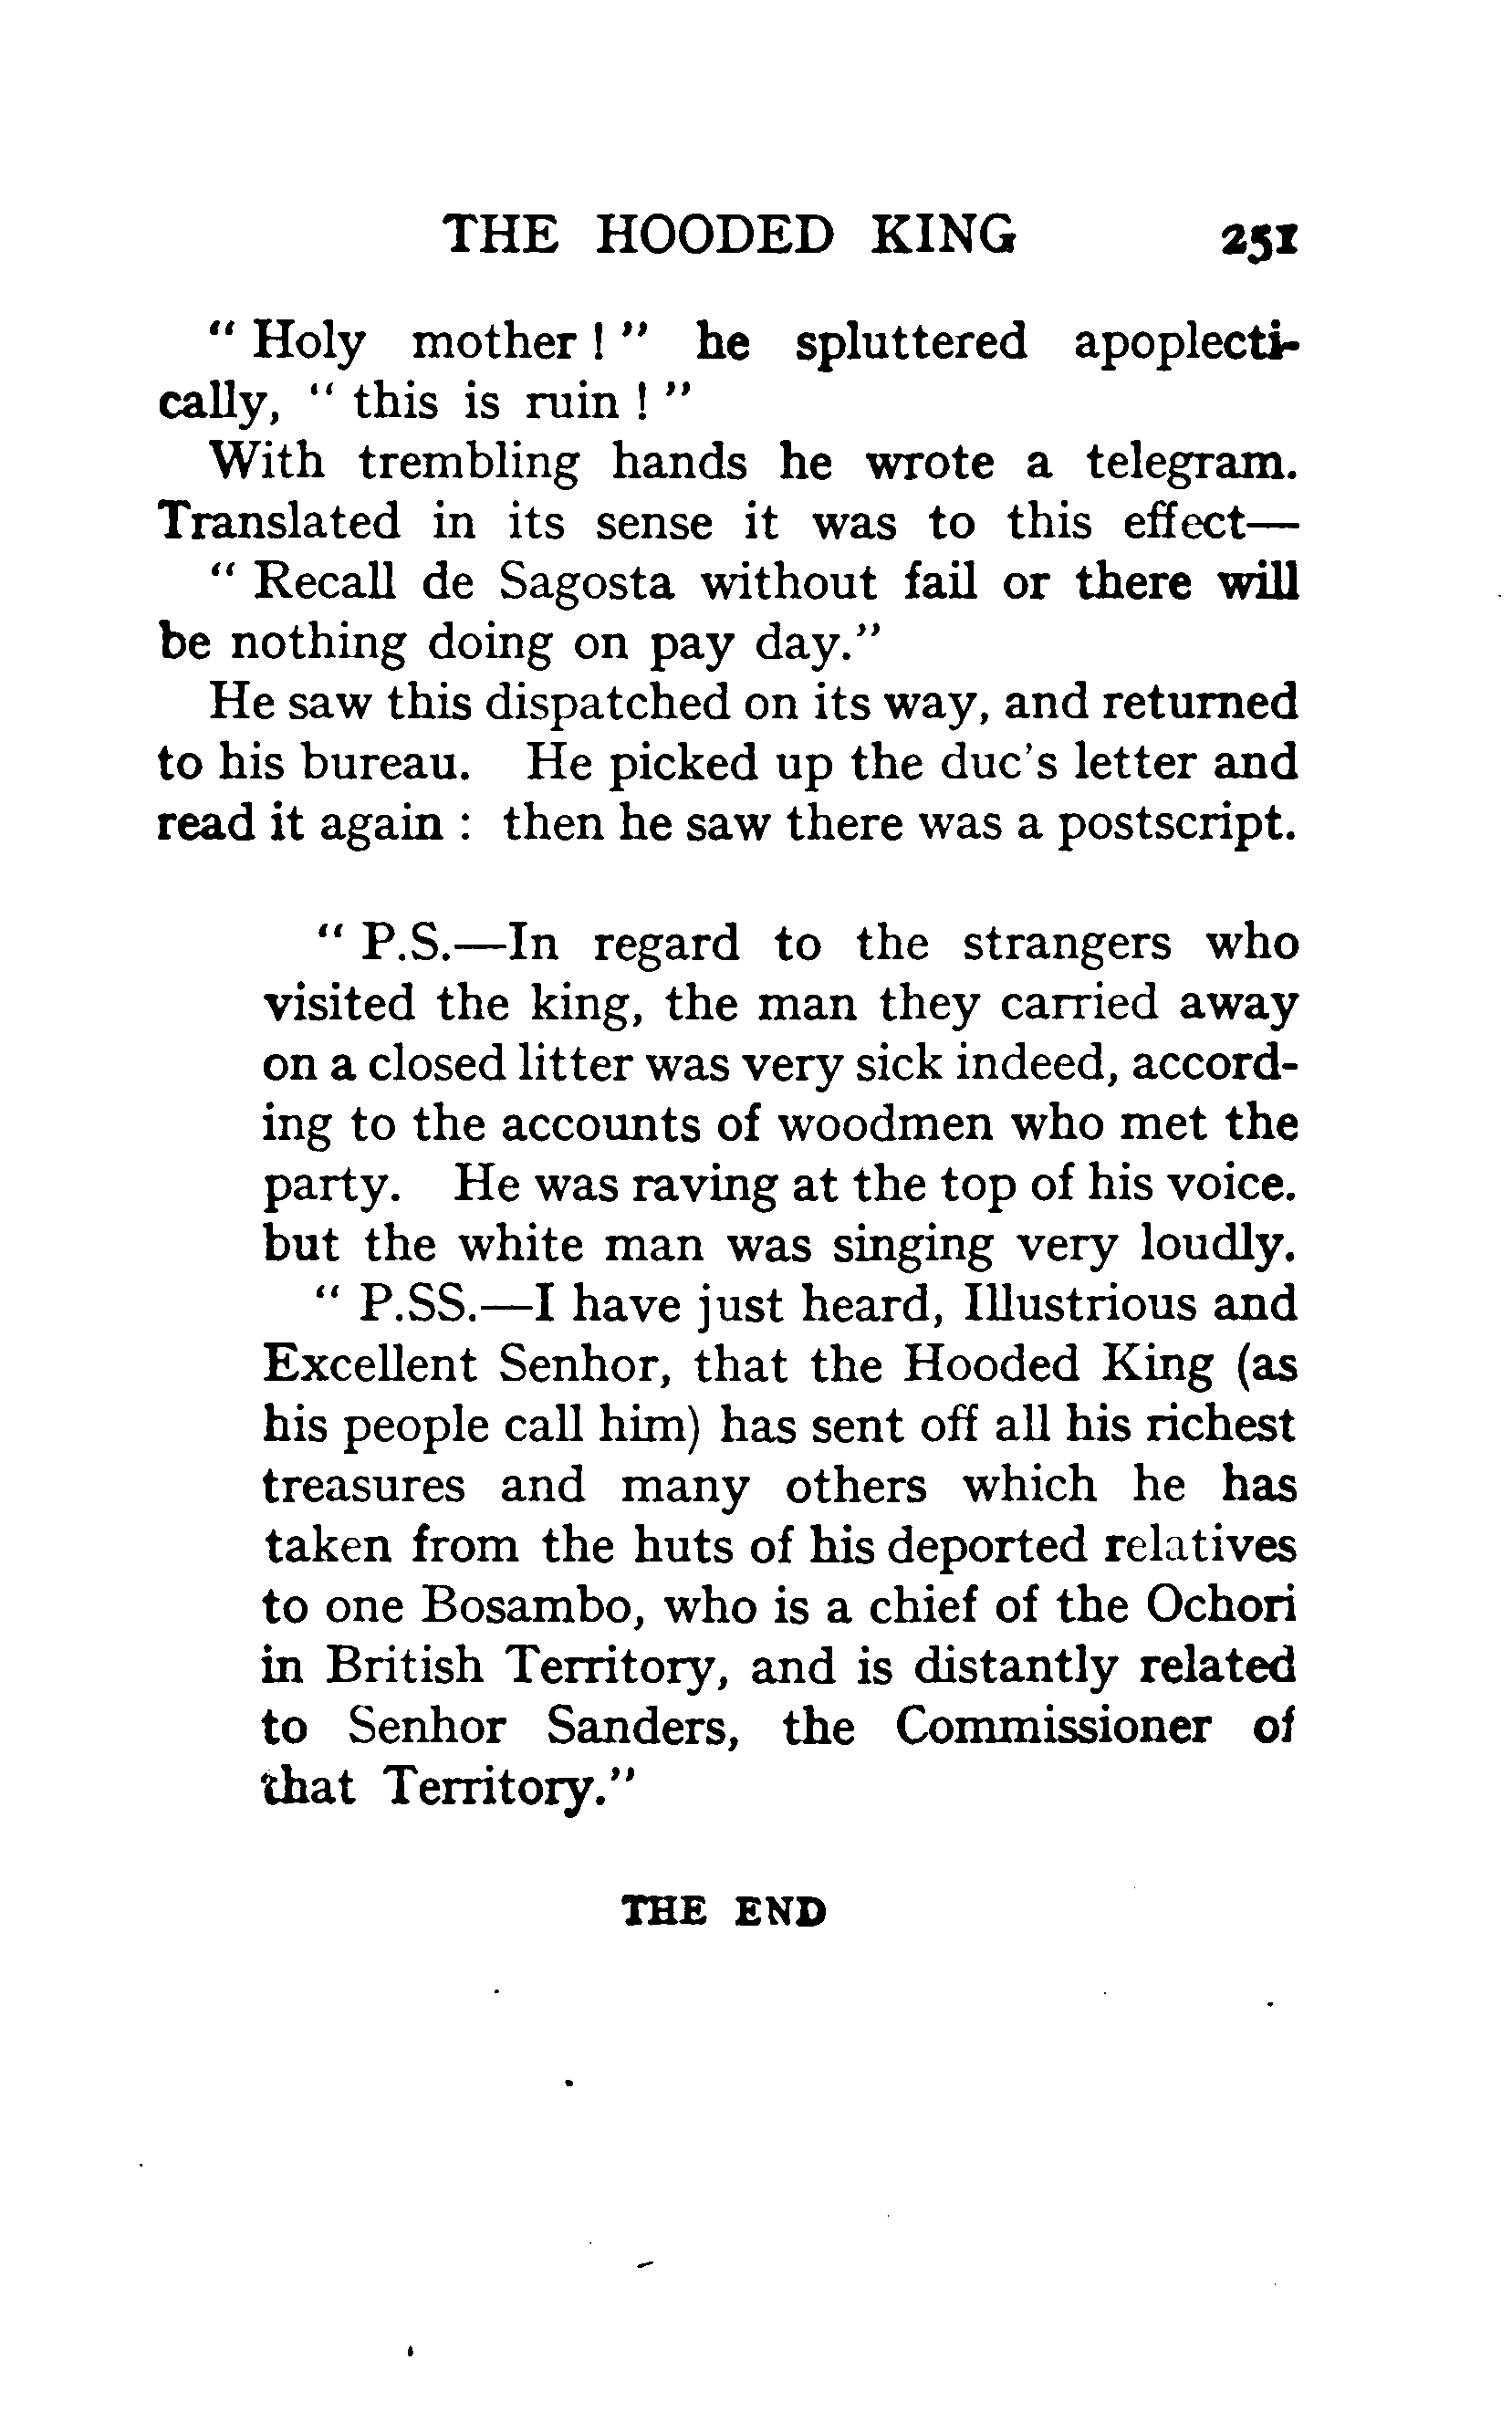 THE HOODED KING 251
" Holy mother ! " he spluttered apoplecti-
cally, " this is ruin ! "
With trembling hands he wrote a telegram.
Translated in its sense it was to this effect—
" Recall de Sagosta without fail or there will
be nothing doing on pay day."
He saw this dispatched on its way, and returned
to his bureau. He picked up the duc's letter and
read it again : then he saw there was a postscript.
" P.S.—In regard to the strangers who
visited the king, the man they carried away
on a closed litter was very sick indeed, accord-
ing to the accounts of woodmen who met the
party. He was raving at the top of his voice.
but the white man was singing very loudly.
" P.SS.—I have just heard, Illustrious and
Excellent Senhor, that the Hooded King (as
his people call him) has sent off all his richest
treasures and many others which he has
taken from the huts of his deported relatives
to one Bosambo, who is a chief of the Ochori
in British Territory, and is distantly related
to Senhor Sanders, the Commissioner of
that Territory."
THE END